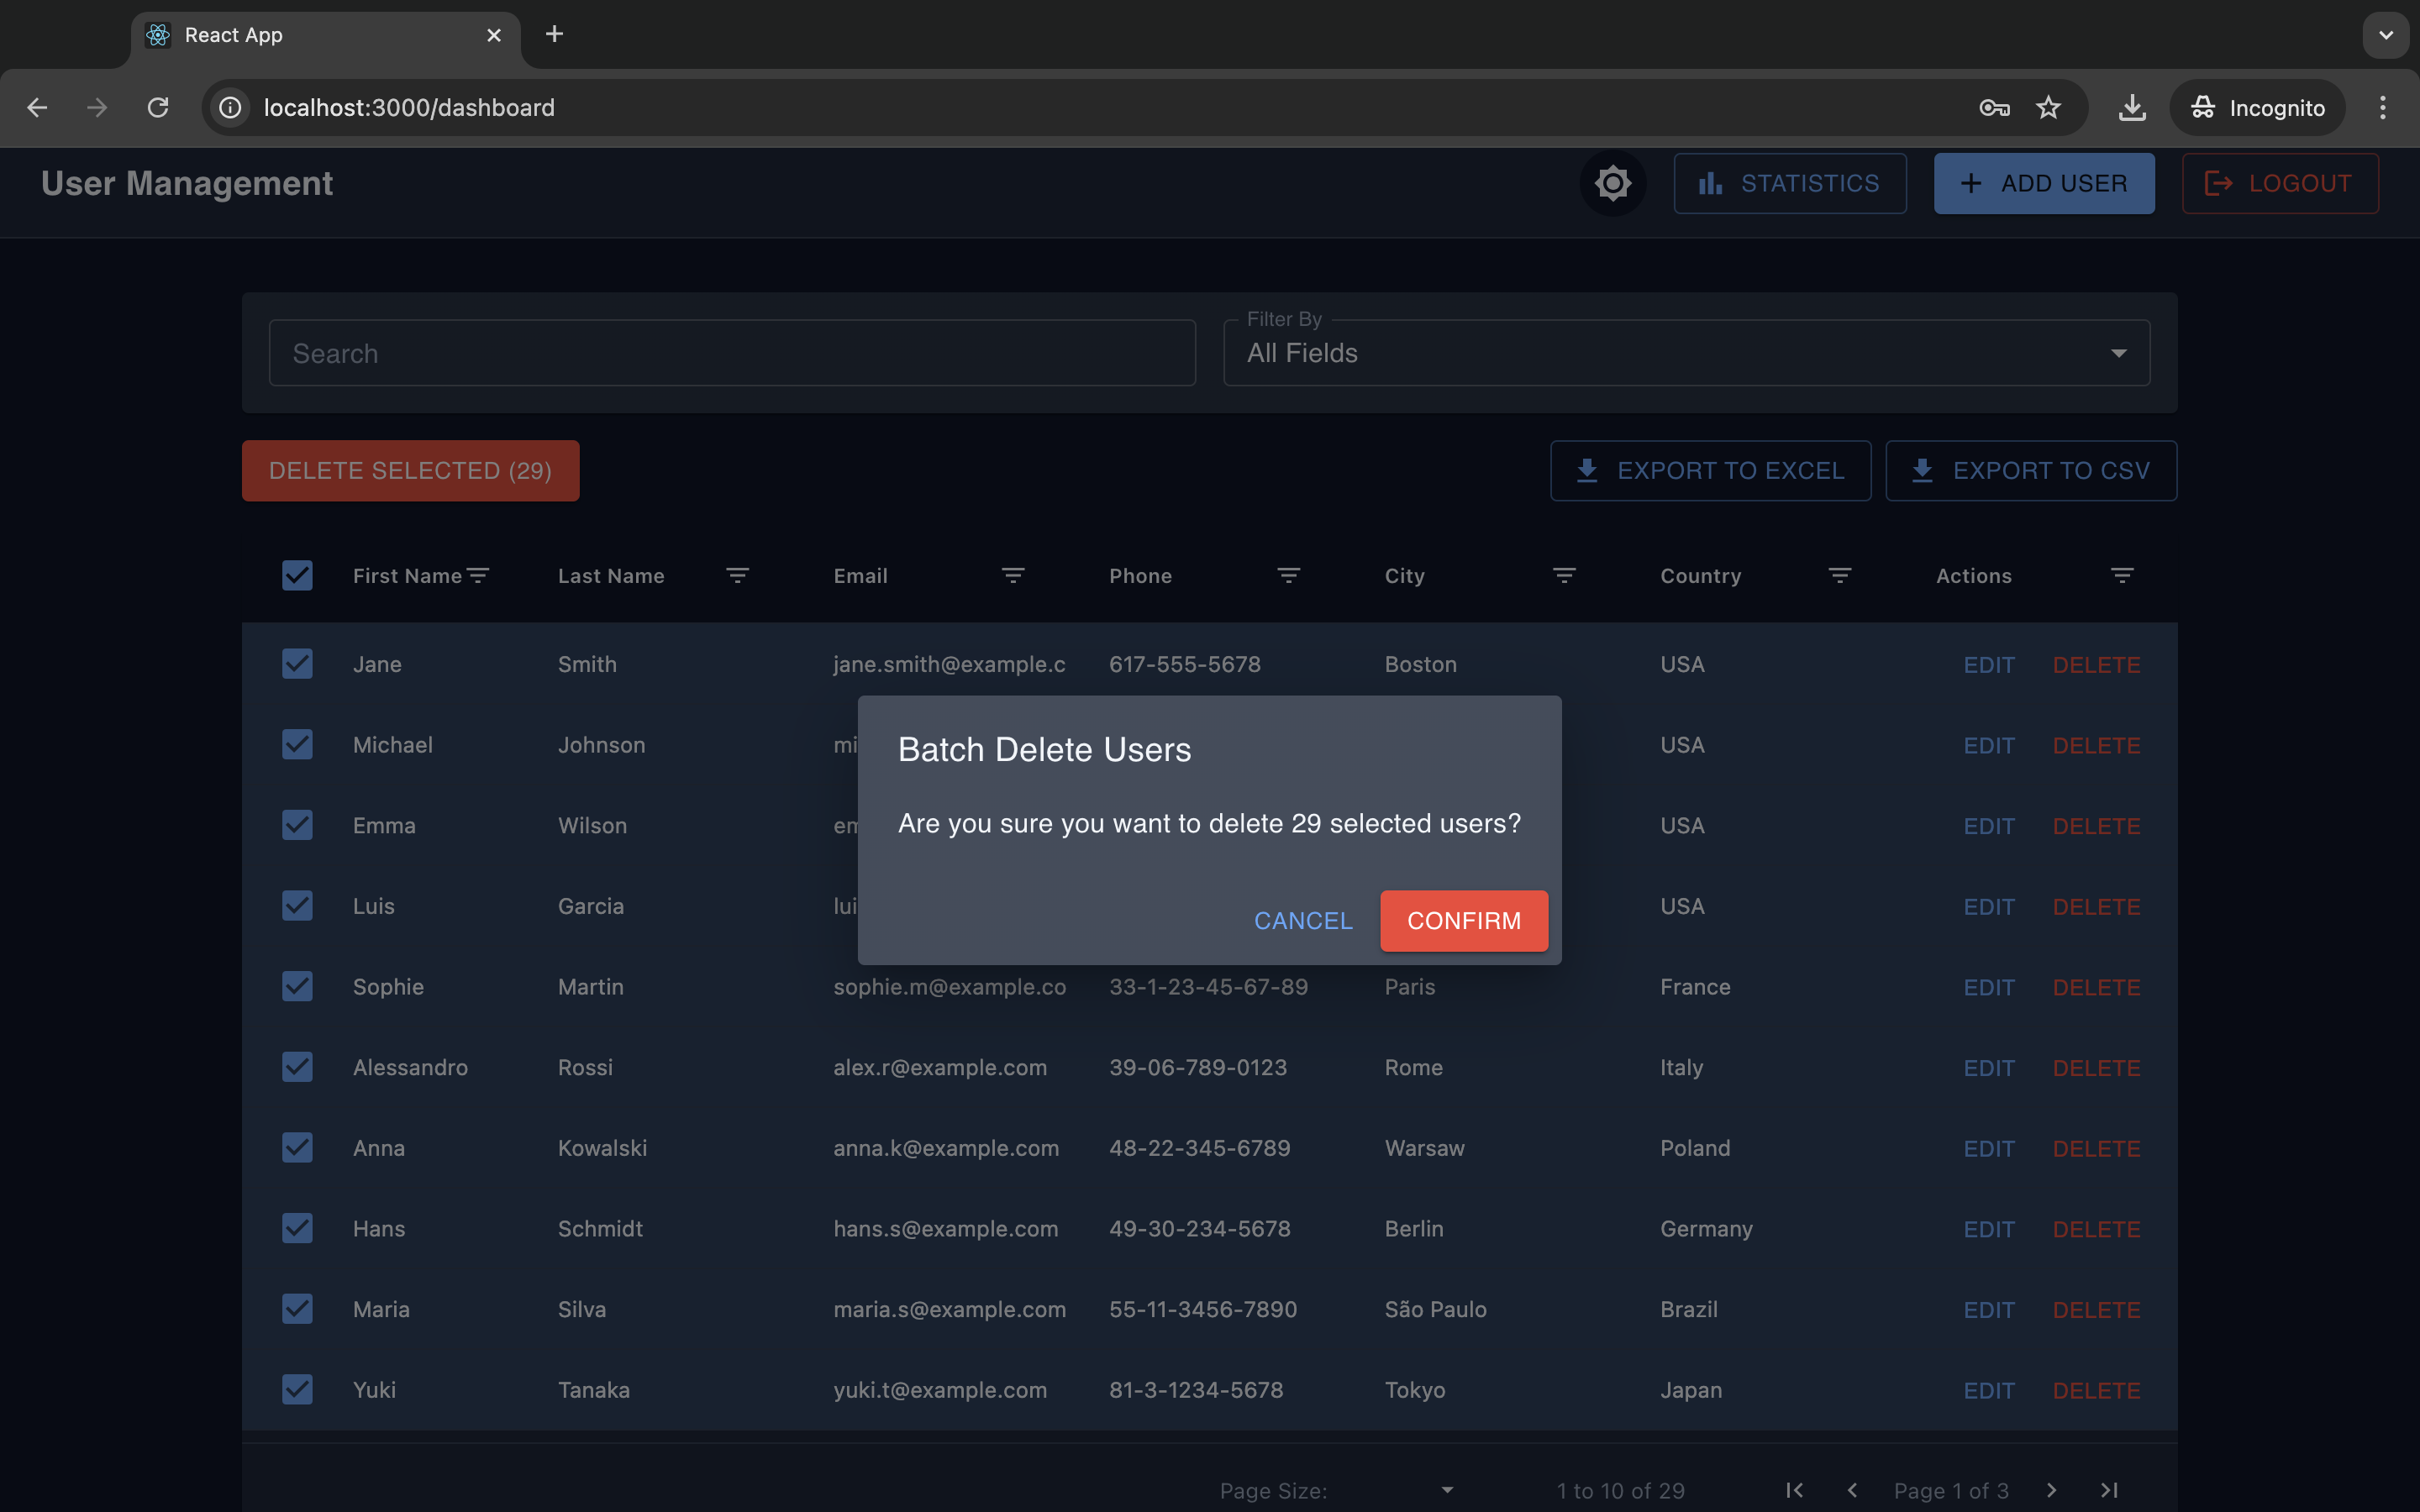 React App
localhost:3000/dashboard
Incognito
User Management
STATISTICS
ADD USER
LOGOUT
Search
Filter By
All Fields
DELETE SELECTED (29)
EXPORT TO EXCEL
EXPORT TO CSV
First Name Last Name Email Phone City Country Actions
Jane Smith jane.smith@example.c 617-555-5678 Boston USA EDIT DELETE
Michael Johnson mi USA EDIT DELETE
Emma Wilson em USA EDIT DELETE
Luis Garcia lui USA EDIT DELETE
Batch Delete Users
Are you sure you want to delete 29 selected users?
CANCEL CONFIRM
Sophie Martin sophie.m@example.co 33-1-23-45-67-89 Paris France EDIT DELETE
Alessandro Rossi alex.r@example.com 39-06-789-0123 Rome Italy EDIT DELETE
Anna Kowalski anna.k@example.com 48-22-345-6789 Warsaw Poland EDIT DELETE
Hans Schmidt hans.s@example.com 49-30-234-5678 Berlin Germany EDIT DELETE
Maria Silva maria.s@example.com 55-11-3456-7890 São Paulo Brazil EDIT DELETE
Yuki Tanaka yuki.t@example.com 81-3-1234-5678 Tokyo Japan EDIT DELETE
Page Size: 1 to 10 of 29 Page 1 of 3